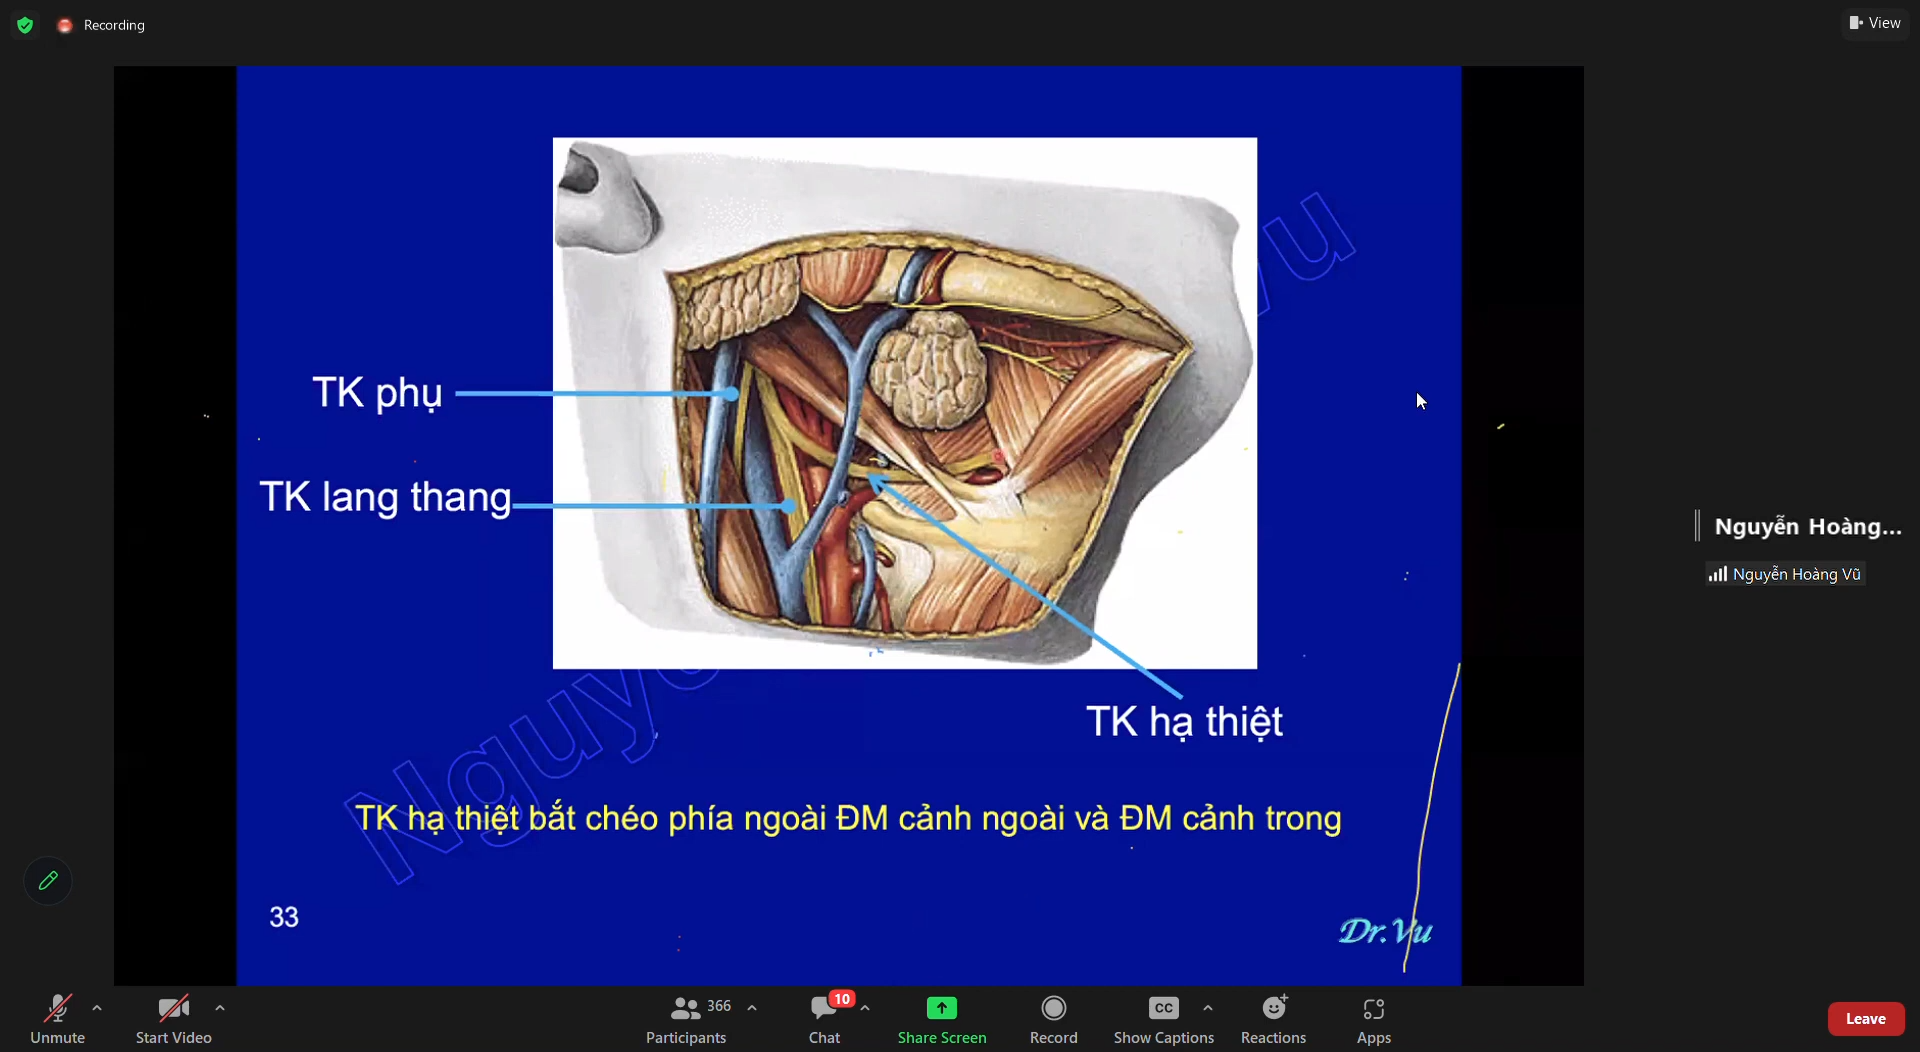 Recording
View
TK phụ
TK lang thang
TK hạ thiệt
TK hạ thiệt bắt chéo phía ngoài ĐM cảnh ngoài và ĐM cảnh trong
33
Dr.Vu
Nguyễn Hoàng...
Nguyễn Hoàng Vũ
Unmute
Start Video
366
Participants
10
Chat
Share Screen
Record
CC
Show Captions
Reactions
Apps
Leave